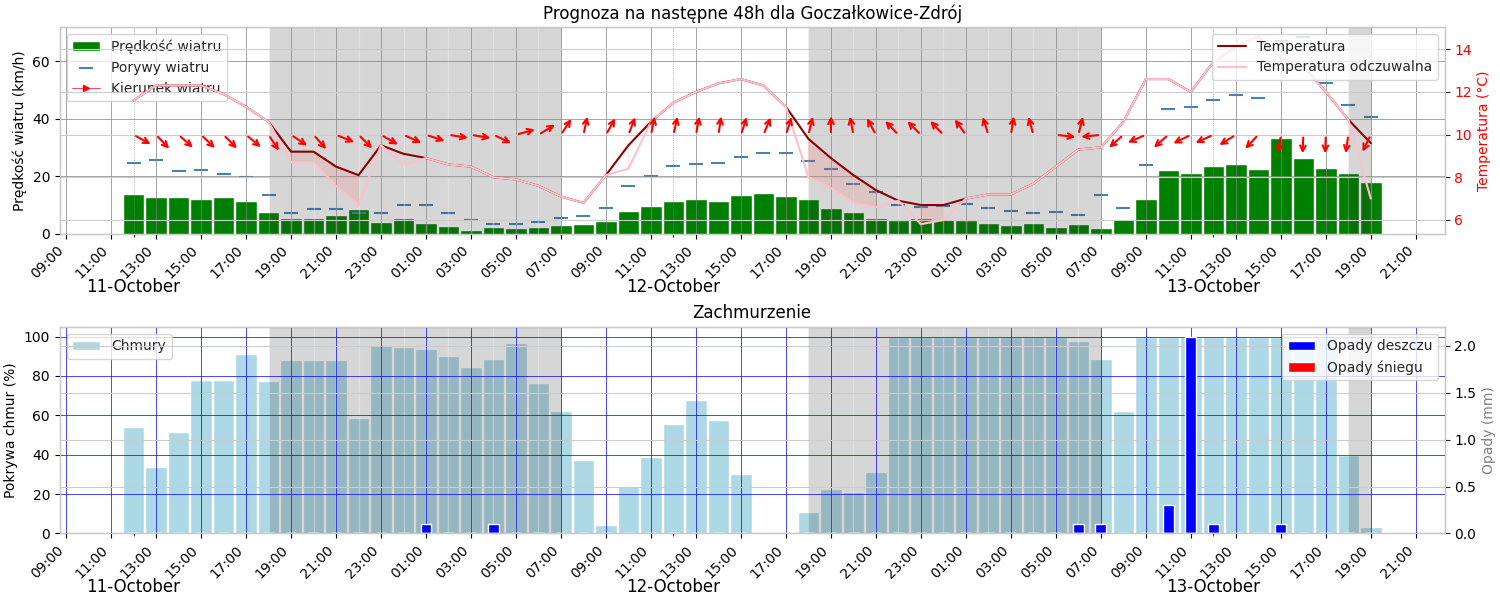 Prognoza na następne 48h dla Goczałkowice-Zdrój
Prędkość wiatru
Porywy wiatru
Kierunek wiatru
Temperatura
Temperatura odczuwalna
Prędkość wiatru (km/h)
60
40
20
0
14
12
10
8
6
Temperatura (°C)
09:00 11:00 13:00 15:00 17:00 19:00 21:00 23:00 01:00 03:00 05:00 07:00 09:00 11:00 13:00 15:00 17:00 19:00 21:00 23:00 01:00 03:00 05:00 07:00 09:00 11:00 13:00 15:00 17:00 19:00 21:00
11-October 12-October 13-October
Zachmurzenie
Chmury
Opady deszczu
Opady śniegu
Pokrywa chmur (%)
100
80
60
40
20
0
2.0
1.5
1.0
0.5
0.0
Opady (mm)
09:00 11:00 13:00 15:00 17:00 19:00 21:00 23:00 01:00 03:00 05:00 07:00 09:00 11:00 13:00 15:00 17:00 19:00 21:00 23:00 01:00 03:00 05:00 07:00 09:00 11:00 13:00 15:00 17:00 19:00 21:00
11-October 12-October 13-October